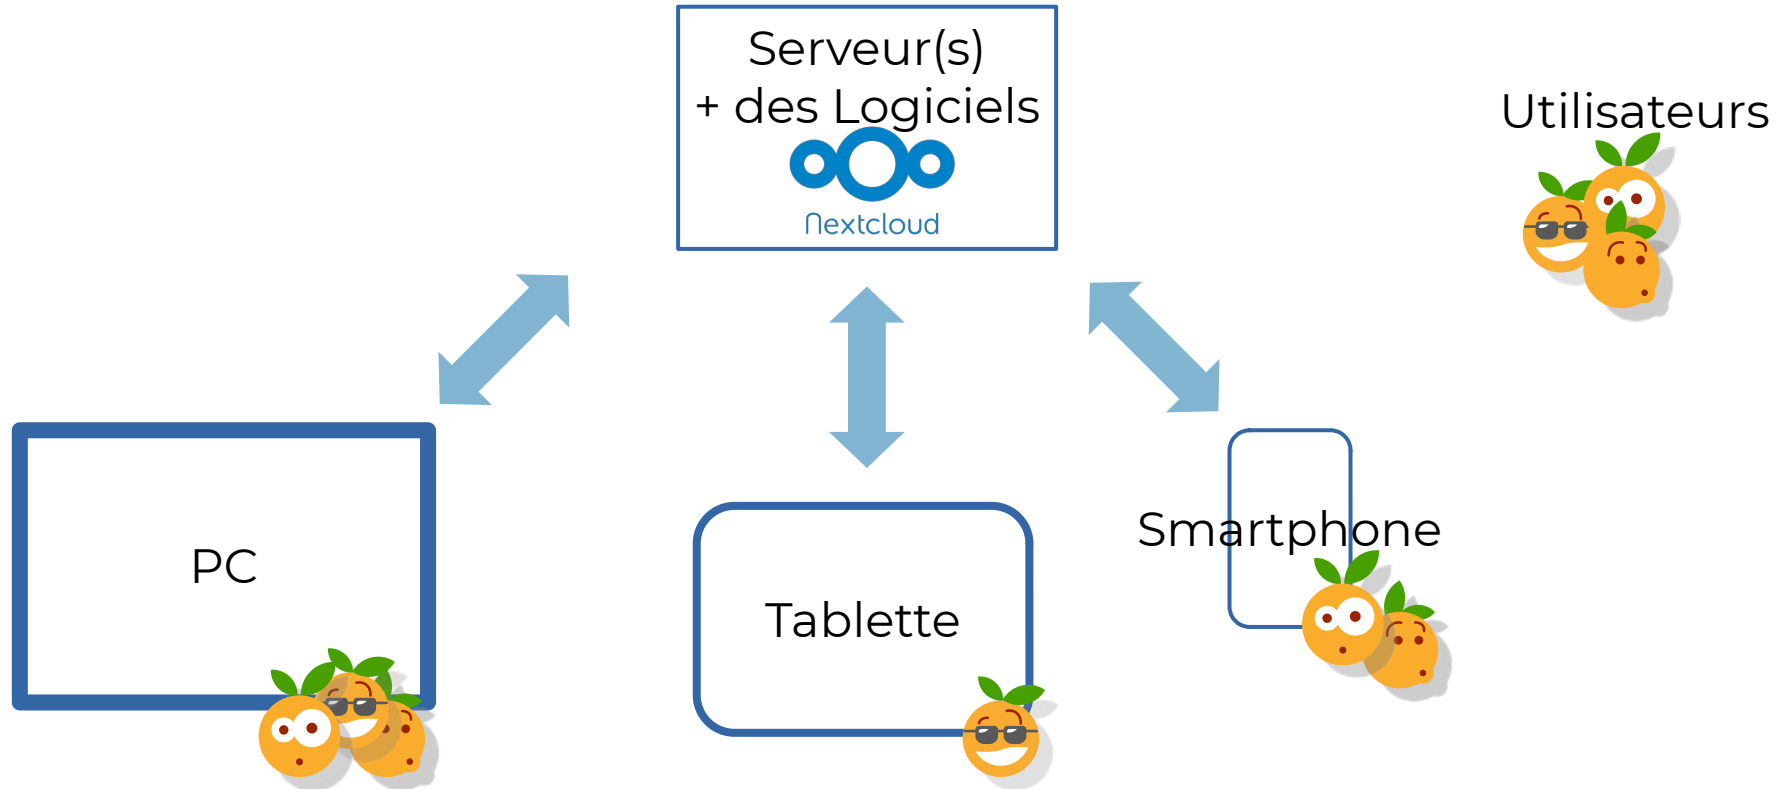 Serveur(s)
+ des Logiciels
Nextcloud
Utilisateurs
PC
Tablette
Smartphone